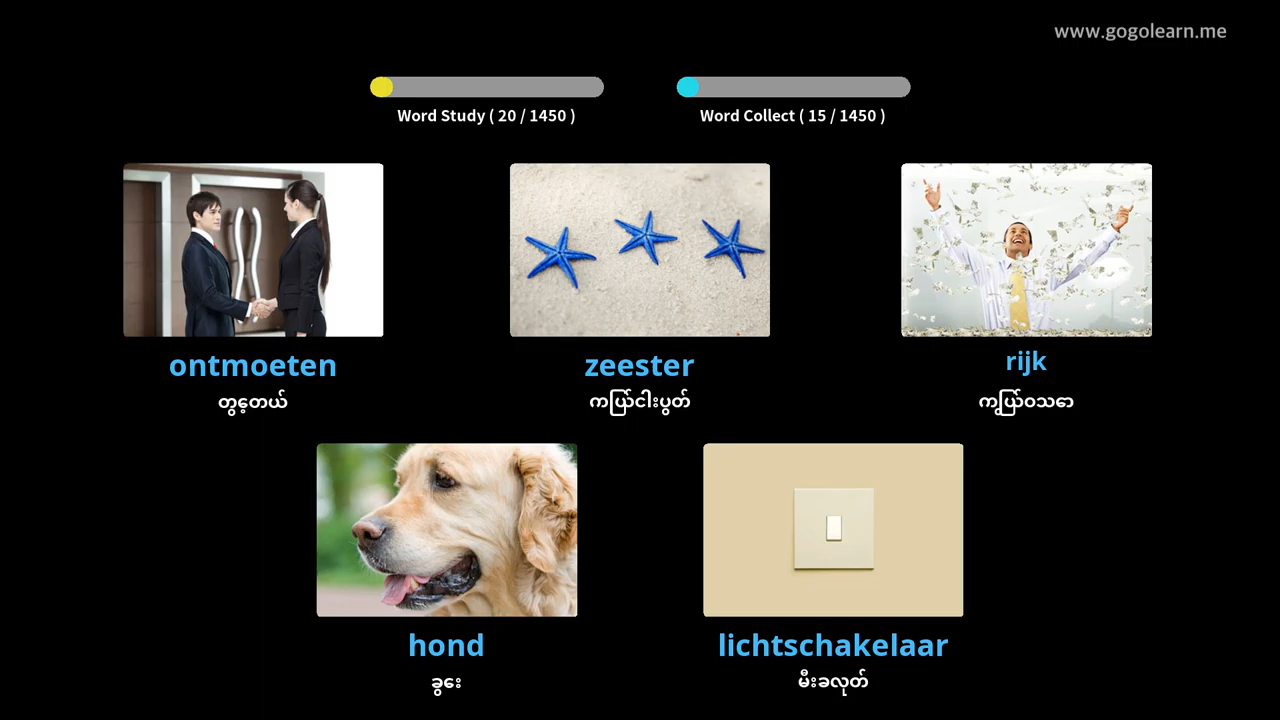 www.gogolearn.me
Word Study ( 20 / 1450 )
Word Collect ( 15 / 1450 )
ontmoeten
တွေ့တယ်
zeester
ကြယ်ငါးပွတ်
rijk
ကြွယ်ဝသော
hond
ခွေး
lichtschakelaar
မီးခလုတ်